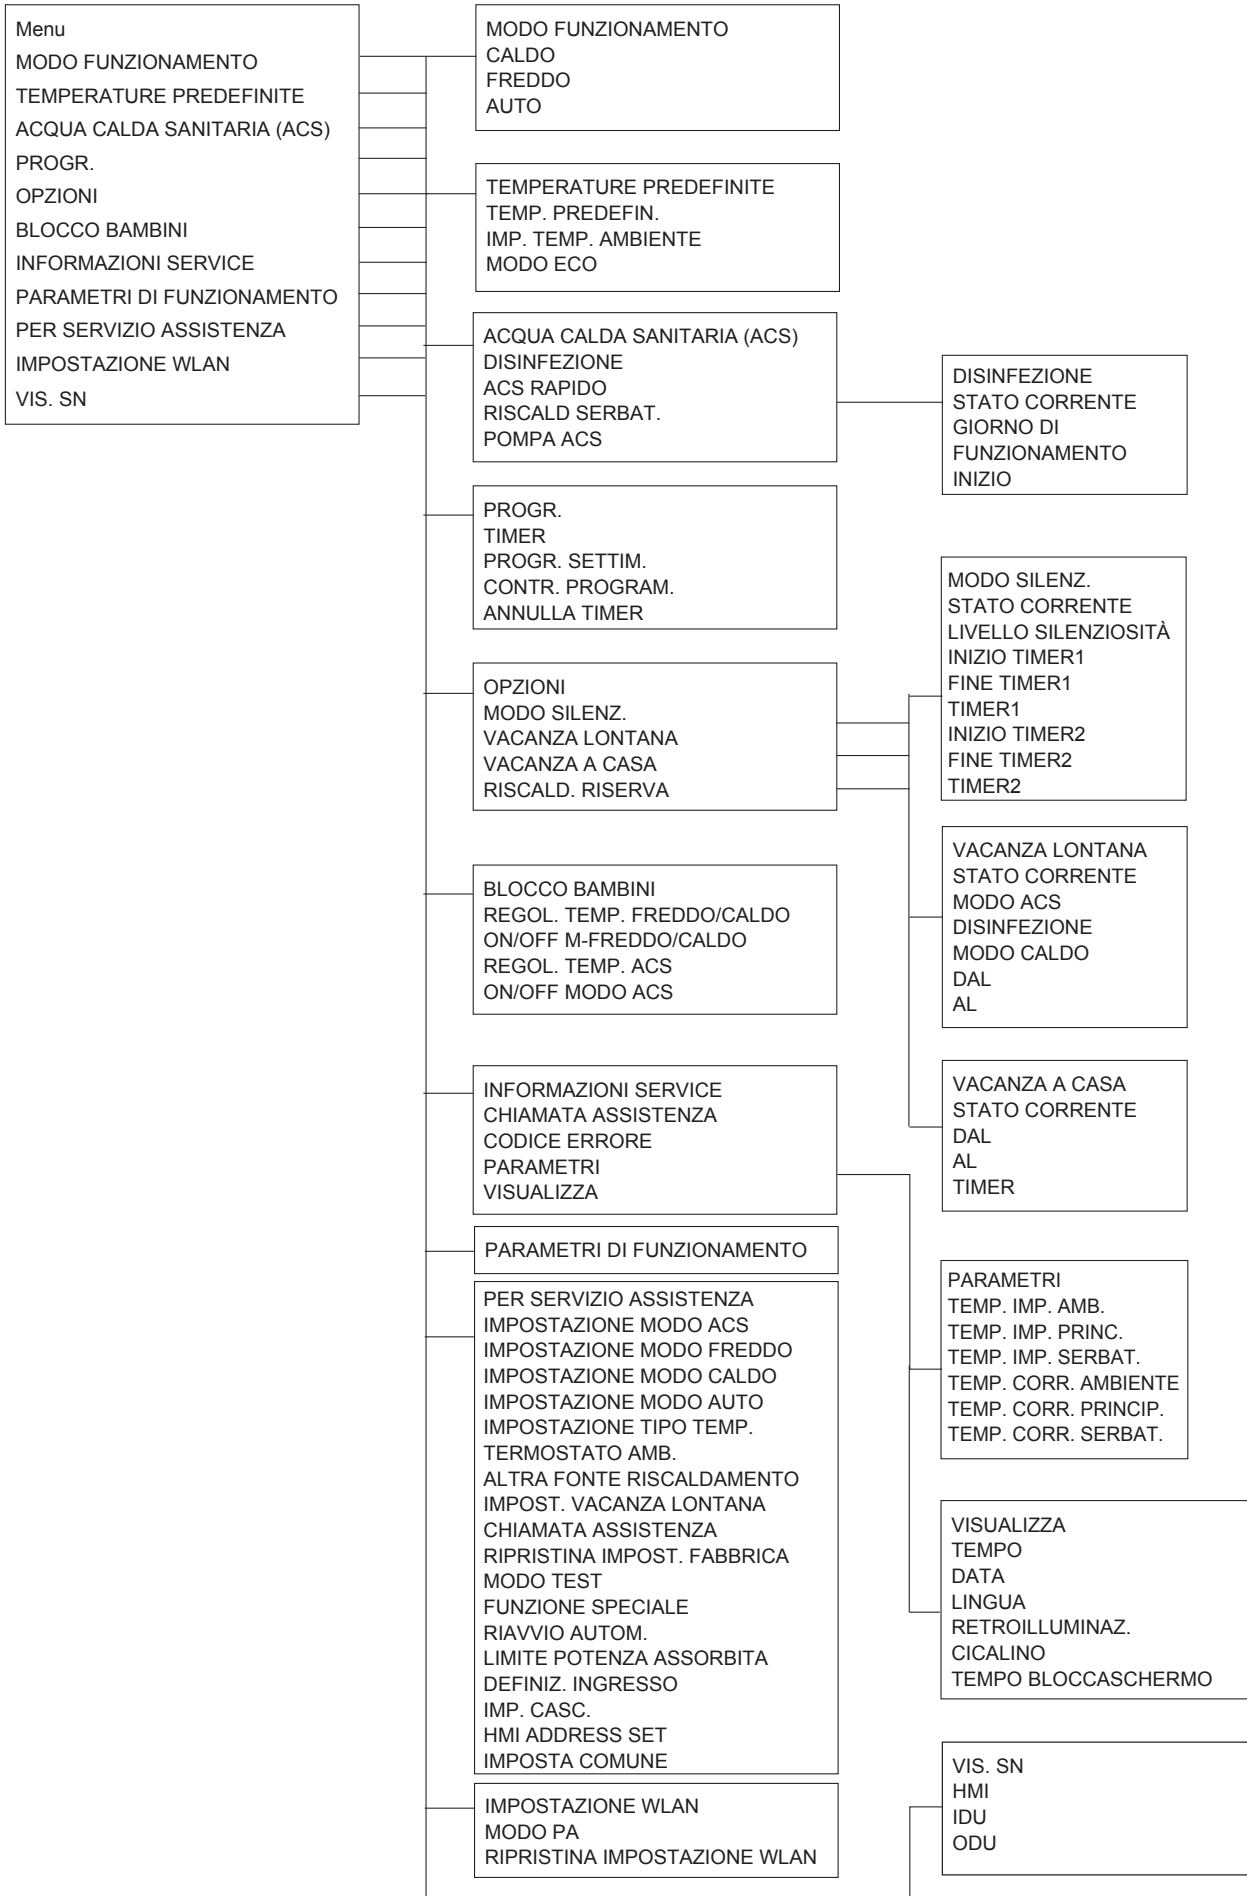 Menu
MODO FUNZIONAMENTO
TEMPERATURE PREDEFINITE
ACQUA CALDA SANITARIA (ACS)
PROGR.
OPZIONI
BLOCCO BAMBINI
INFORMAZIONI SERVICE
PARAMETRI DI FUNZIONAMENTO
PER SERVIZIO ASSISTENZA
IMPOSTAZIONE WLAN
VIS. SN
MODO FUNZIONAMENTO
CALDO
FREDDO
AUTO
TEMPERATURE PREDEFINITE
TEMP. PREDEFIN.
IMP. TEMP. AMBIENTE
MODO ECO
ACQUA CALDA SANITARIA (ACS)
DISINFEZIONE
ACS RAPIDO
RISCALD SERBAT.
POMPA ACS
PROGR.
TIMER
PROGR. SETTIM.
CONTR. PROGRAM.
ANNULLA TIMER
OPZIONI
MODO SILENZ.
VACANZA LONTANA
VACANZA A CASA
RISCALD. RISERVA
BLOCCO BAMBINI
REGOL. TEMP. FREDDO/CALDO
ON/OFF M-FREDDO/CALDO
REGOL. TEMP. ACS
ON/OFF MODO ACS
INFORMAZIONI SERVICE
CHIAMATA ASSISTENZA
CODICE ERRORE
PARAMETRI
VISUALIZZA
PARAMETRI DI FUNZIONAMENTO
PER SERVIZIO ASSISTENZA
IMPOSTAZIONE MODO ACS
IMPOSTAZIONE MODO FREDDO
IMPOSTAZIONE MODO CALDO
IMPOSTAZIONE MODO AUTO
IMPOSTAZIONE TIPO TEMP.
TERMOSTATO AMB.
ALTRA FONTE RISCALDAMENTO
IMPOST. VACANZA LONTANA
CHIAMATA ASSISTENZA
RIPRISTINA IMPOST. FABBRICA
MODO TEST
FUNZIONE SPECIALE
RIAVVIO AUTOM.
LIMITE POTENZA ASSORBITA
DEFINIZ. INGRESSO
IMP. CASC.
HMI ADDRESS SET
IMPOSTA COMUNE
IMPOSTAZIONE WLAN
MODO PA
RIPRISTINA IMPOSTAZIONE WLAN
DISINFEZIONE
STATO CORRENTE
GIORNO DI
FUNZIONAMENTO
INIZIO
MODO SILENZ.
STATO CORRENTE
LIVELLO SILENZIOSITÀ
INIZIO TIMER1
FINE TIMER1
TIMER1
INIZIO TIMER2
FINE TIMER2
TIMER2
VACANZA LONTANA
STATO CORRENTE
MODO ACS
DISINFEZIONE
MODO CALDO
DAL
AL
VACANZA A CASA
STATO CORRENTE
DAL
AL
TIMER
PARAMETRI
TEMP. IMP. AMB.
TEMP. IMP. PRINC.
TEMP. IMP. SERBAT.
TEMP. CORR. AMBIENTE
TEMP. CORR. PRINCIP.
TEMP. CORR. SERBAT.
VISUALIZZA
TEMPO
DATA
LINGUA
RETROILLUMINAZ.
CICALINO
TEMPO BLOCCASCHERMO
VIS. SN
HMI
IDU
ODU